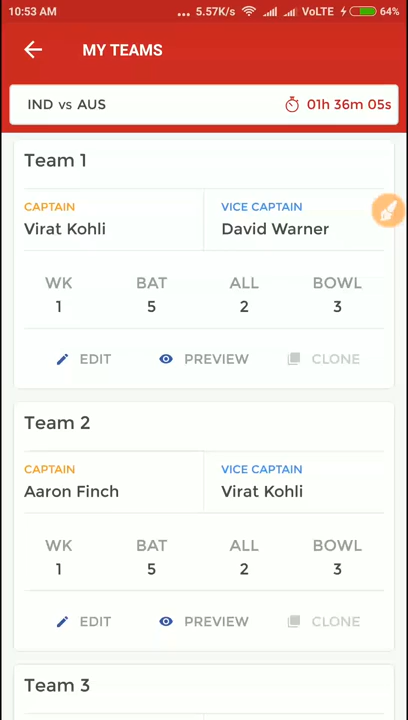 10:53 AM ... 5.57K/s VoLTE 64%
MY TEAMS
IND vs AUS 01h 36m 05s
Team 1
CAPTAIN VICE CAPTAIN
Virat Kohli David Warner
WK BAT ALL BOWL
1 5 2 3
EDIT PREVIEW CLONE
Team 2
CAPTAIN VICE CAPTAIN
Aaron Finch Virat Kohli
WK BAT ALL BOWL
1 5 2 3
EDIT PREVIEW CLONE
Team 3